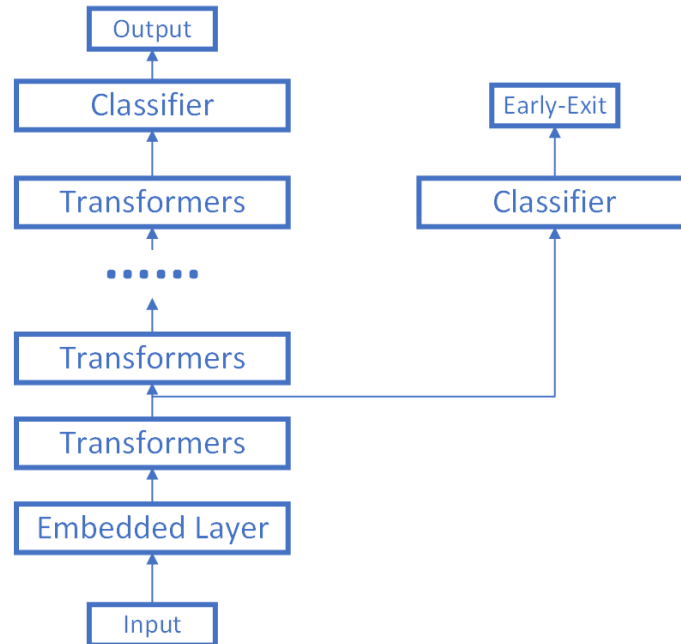 Output
Classifier
Early-Exit
Transformers
Classifier
Transformers
Transformers
Embedded Layer
Input